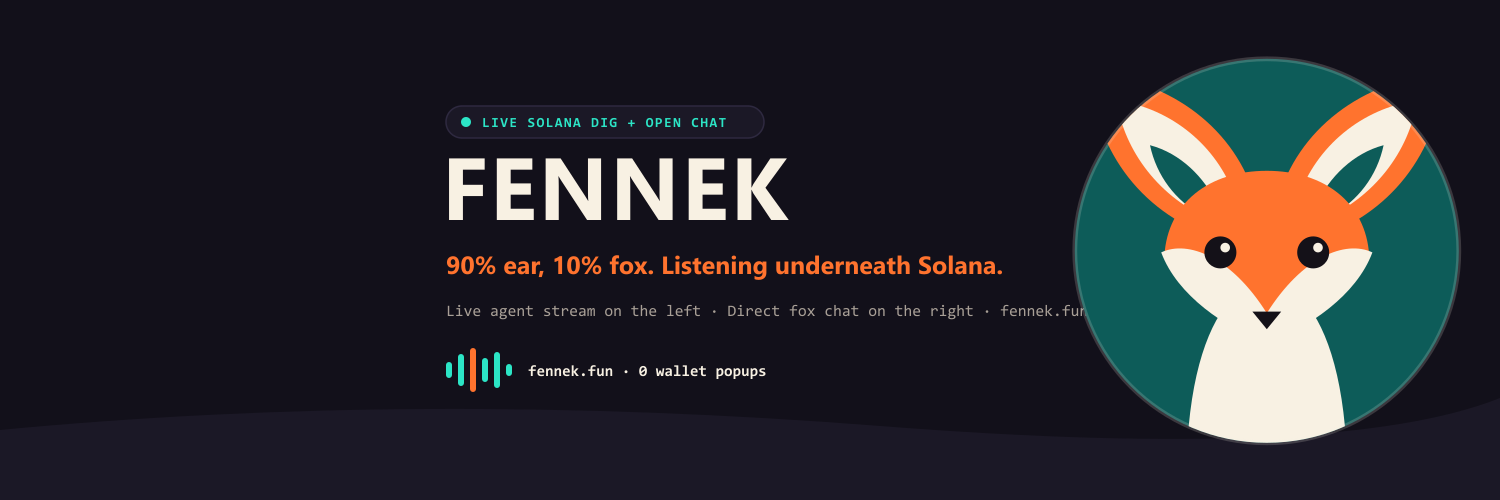 LIVE SOLANA DIG + OPEN CHAT
FENNEK
90% ear, 10% fox. Listening underneath Solana.
Live agent stream on the left · Direct fox chat on the right · fennek.fun
fennek.fun · 0 wallet popups